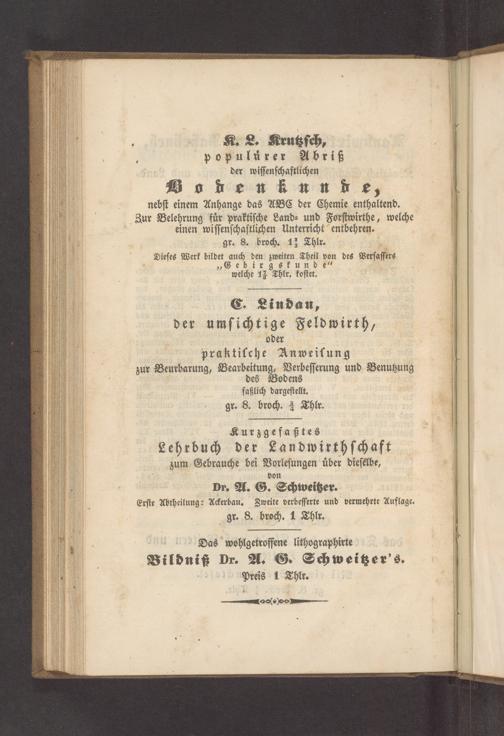 K. L. Krutzsch,
populärer Abriß
der wissenschaftlichen
Bodenkunde,
nebst einem Anhange das ABC der Chemie enthaltend.
Zur Belehrung für praktische Land- und Forstwirthe, welche
einen wissenschaftlichen Unterricht entbehren.
gr. 8. broch. Thlr.
Dieses Werk bildet auch den zweiten Theil von des Verfassers
„Gebirgskunde“
welche Thlr. kostet.
C. Lindau,
der umsichtige Feldwirth,
oder
praktische Anweisung
zur Beurbarung, Bearbeitung, Verbesserung und Benutzung
des Bodens
faßlich dargestellt.
gr. 8. broch. ¾ Thlr.
Kurzgefaßtes
Lehrbuch der Landwirthschaft
zum Gebrauche bei Vorlesungen über dieselbe,
von
Dr. A. G. Schweitzer.
Erste Abtheilung: Ackerbau. Zweite verbesserte und vermehrte Auflage.
gr. 8. broch. 1 Thlr.
Das wohlgetroffene lithographirte
Bildniß Dr. A. G. Schweitzer's.
Preis 1 Thlr.